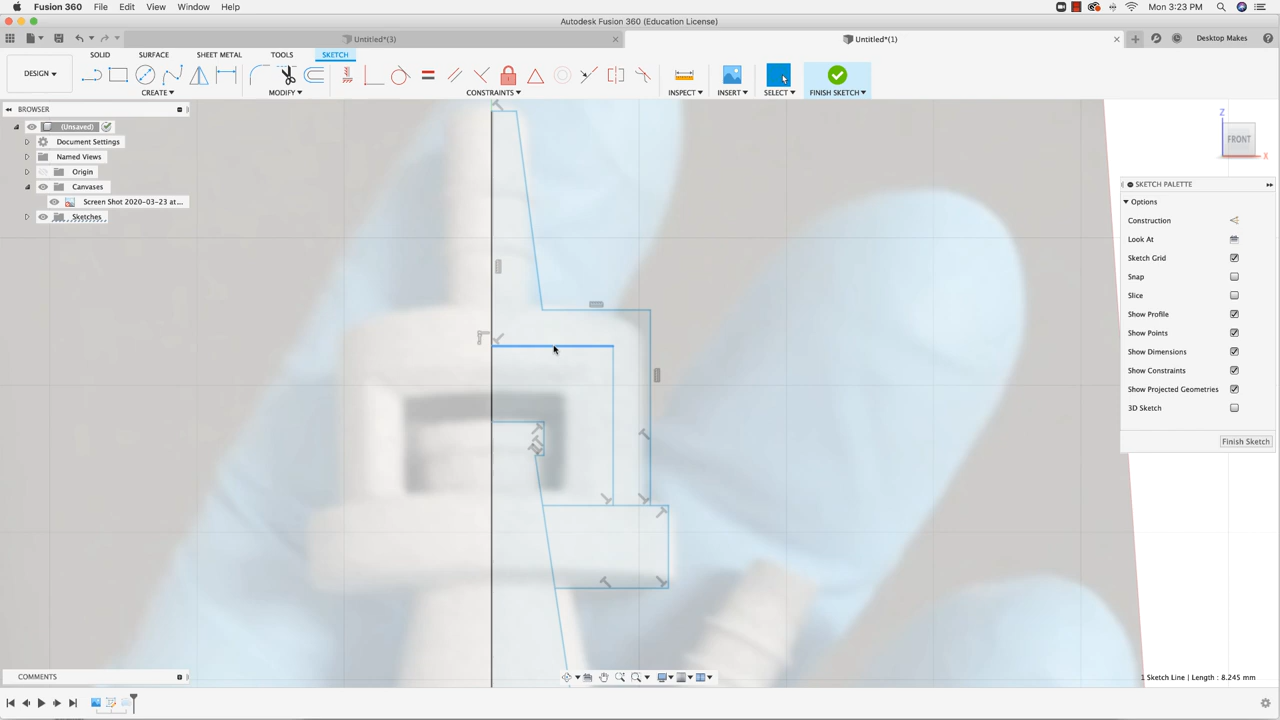 Fusion 360 File Edit View Window Help Mon 3:23 PM
Autodesk Fusion 360 (Education License)
Untitled*(3) Untitled*(1) Desktop Makes
SOLID SURFACE SHEET METAL TOOLS SKETCH
DESIGN CREATE MODIFY CONSTRAINTS INSPECT INSERT SELECT FINISH SKETCH
BROWSER
(Unsaved)
Document Settings
Named Views
Origin
Canvases
Screen Shot 2020-03-23 at...
Sketches
Z
FRONT
X
SKETCH PALETTE
Options
Construction
Look At
Sketch Grid
Snap
Slice
Show Profile
Show Points
Show Dimensions
Show Constraints
Show Projected Geometries
3D Sketch
Finish Sketch
COMMENTS
1 Sketch Line | Length : 8.245 mm